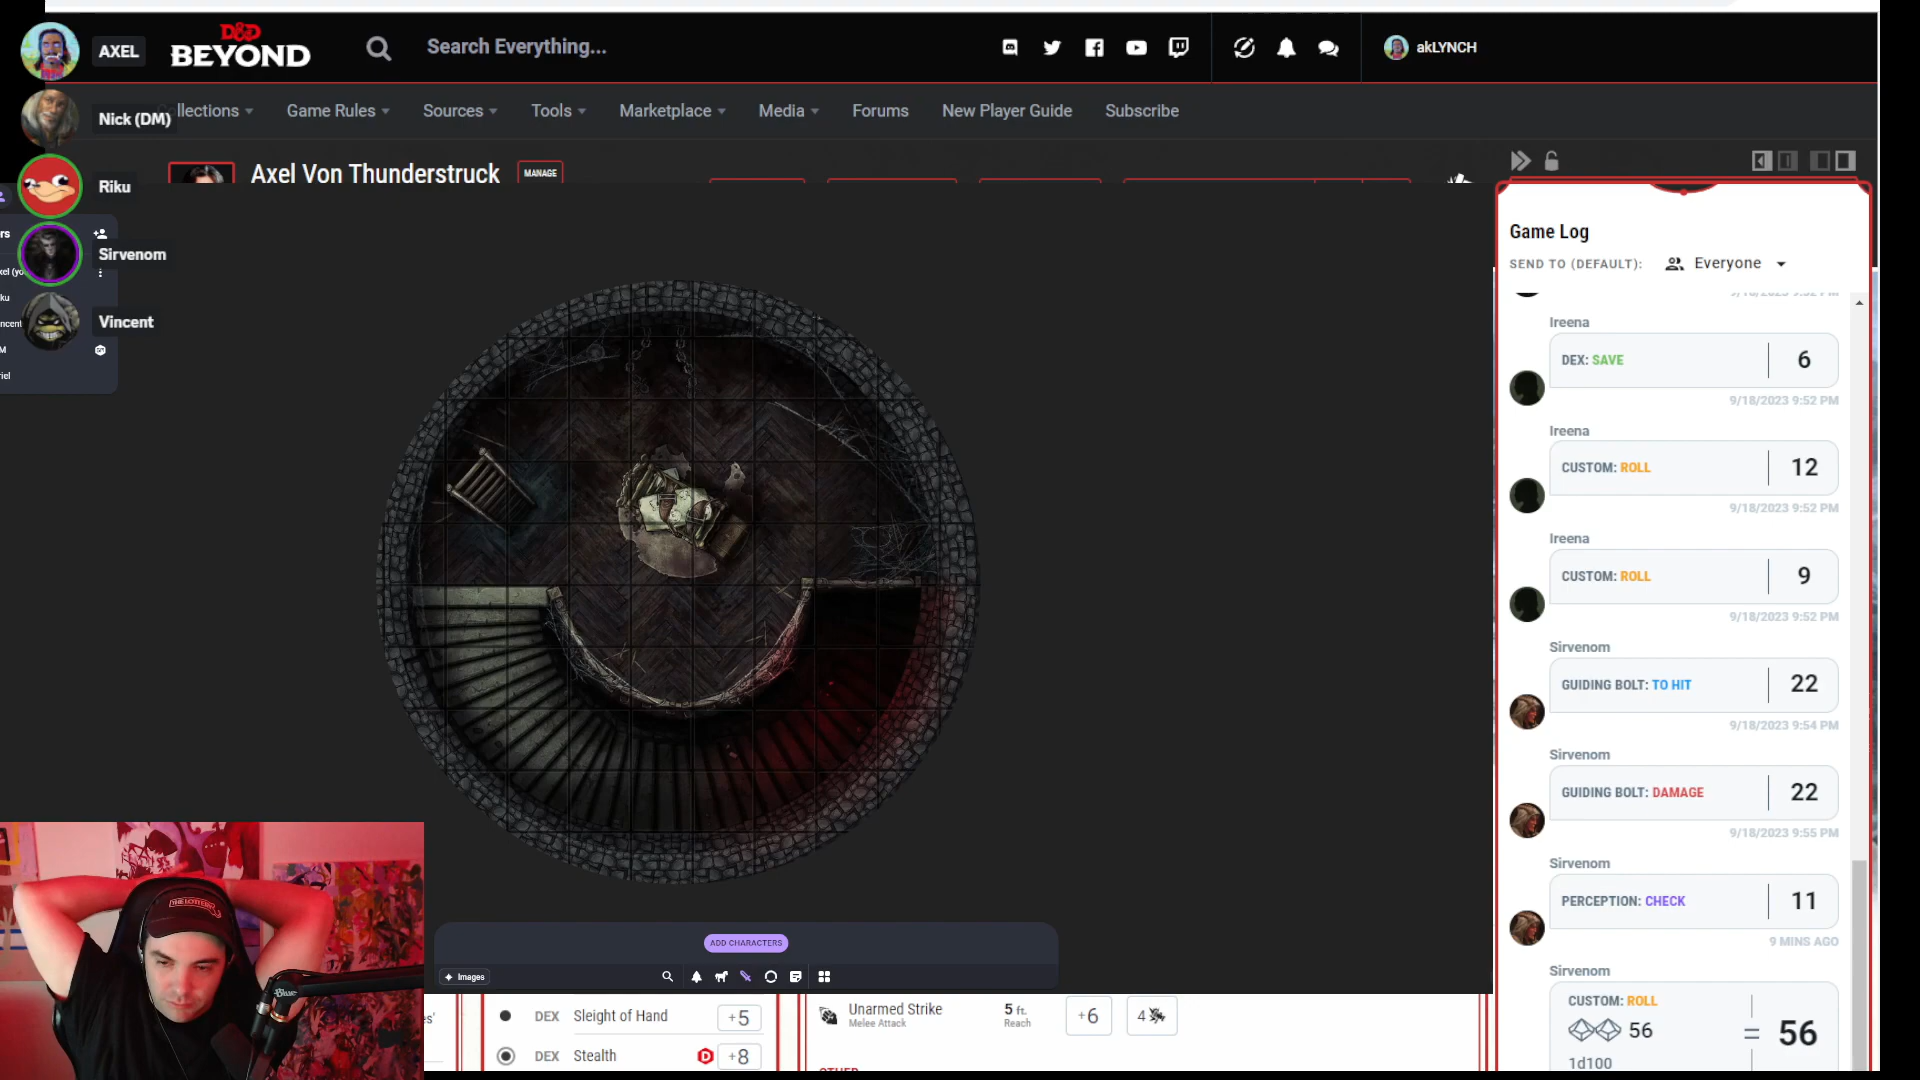 AXEL
D&D
BEYOND
Search Everything...
akLYNCH
Nick (DM)
llections
Game Rules
Sources
Tools
Marketplace
Media
Forums
New Player Guide
Subscribe
Axel Von Thunderstruck
MANAGE
Riku
Sirvenom
Vincent
Game Log
SEND TO (DEFAULT):
Everyone
Ireena
DEX: SAVE
6
9/18/2023 9:52 PM
Ireena
CUSTOM: ROLL
12
9/18/2023 9:52 PM
Ireena
CUSTOM: ROLL
9
9/18/2023 9:52 PM
Sirvenom
GUIDING BOLT: TO HIT
22
9/18/2023 9:54 PM
Sirvenom
GUIDING BOLT: DAMAGE
22
9/18/2023 9:55 PM
Sirvenom
PERCEPTION: CHECK
11
9 MINS AGO
Sirvenom
CUSTOM: ROLL
56
=
56
1d100
ADD CHARACTERS
Images
DEX
Sleight of Hand
+5
DEX
Stealth
+8
Unarmed Strike
Melee Attack
5 ft.
Reach
+6
4
THE LOTTERY